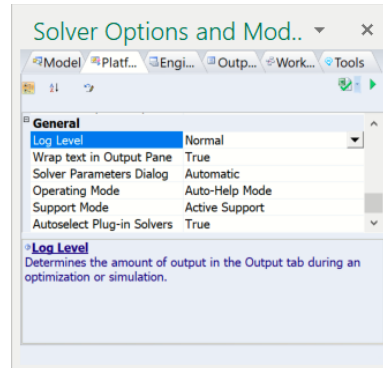 Solver Options and Mod..
Model Platf... Engi... Outp... Work... Tools
General
Log Level Normal
Wrap text in Output Pane True
Solver Parameters Dialog Automatic
Operating Mode Auto-Help Mode
Support Mode Active Support
Autoselect Plug-in Solvers True
Log Level
Determines the amount of output in the Output tab during an
optimization or simulation.